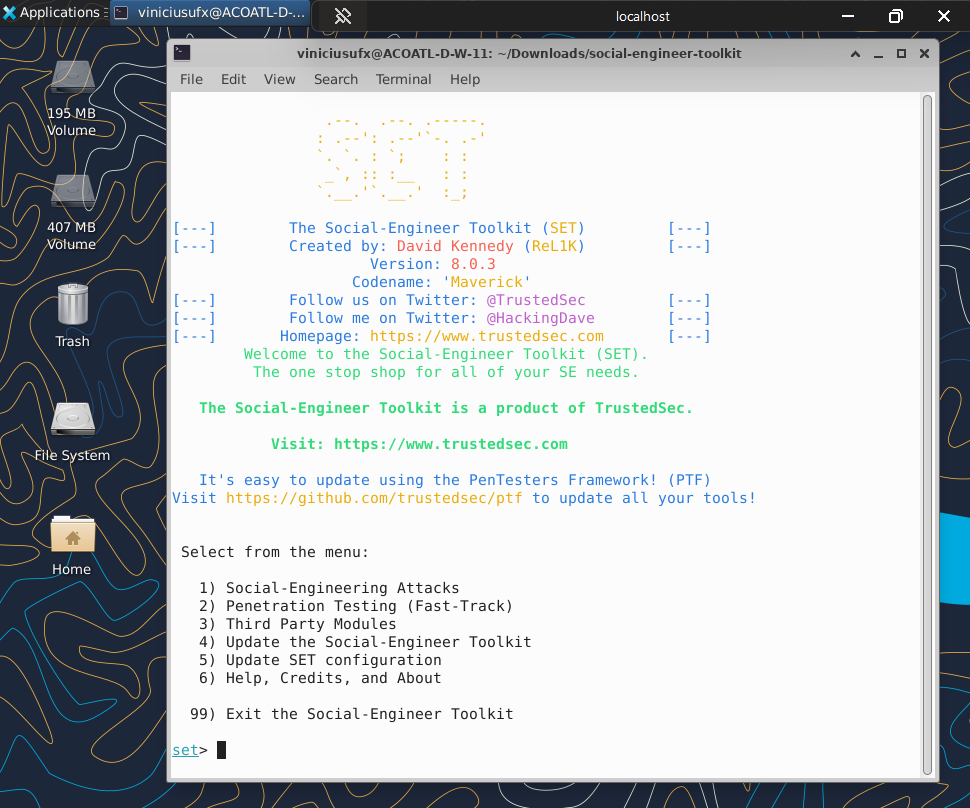 Applications
viniciusufx@ACOATL-D-...
localhost
viniciusufx@ACOATL-D-W-11: ~/Downloads/social-engineer-toolkit
File Edit View Search Terminal Help
195 MB
Volume
407 MB
Volume
Trash
File System
Home
[---] The Social-Engineer Toolkit (SET) [---]
[---] Created by: David Kennedy (ReL1K) [---]
Version: 8.0.3
Codename: 'Maverick'
[---] Follow us on Twitter: @TrustedSec [---]
[---] Follow me on Twitter: @HackingDave [---]
[---] Homepage: https://www.trustedsec.com [---]
Welcome to the Social-Engineer Toolkit (SET).
The one stop shop for all of your SE needs.
The Social-Engineer Toolkit is a product of TrustedSec.
Visit: https://www.trustedsec.com
It's easy to update using the PenTesters Framework! (PTF)
Visit https://github.com/trustedsec/ptf to update all your tools!
Select from the menu:
1) Social-Engineering Attacks
2) Penetration Testing (Fast-Track)
3) Third Party Modules
4) Update the Social-Engineer Toolkit
5) Update SET configuration
6) Help, Credits, and About
99) Exit the Social-Engineer Toolkit
set>